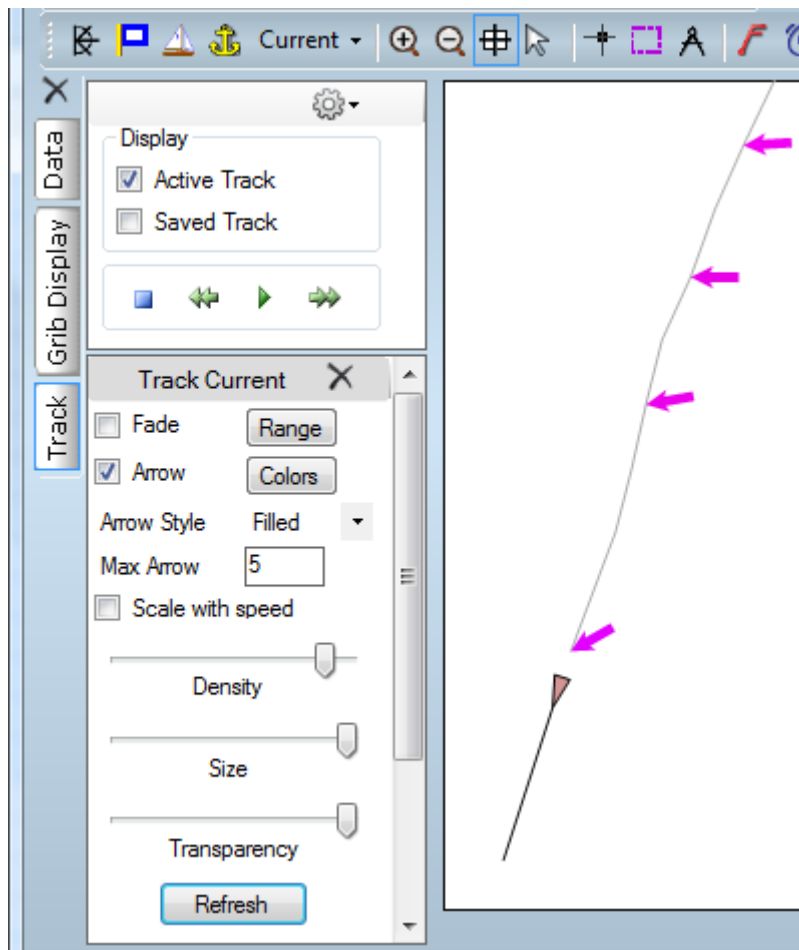 Current
Data
Grib Display
Track
Display
Active Track
Saved Track
Track Current
Fade
Range
Arrow
Colors
Arrow Style
Filled
Max Arrow
5
Scale with speed
Density
Size
Transparency
Refresh